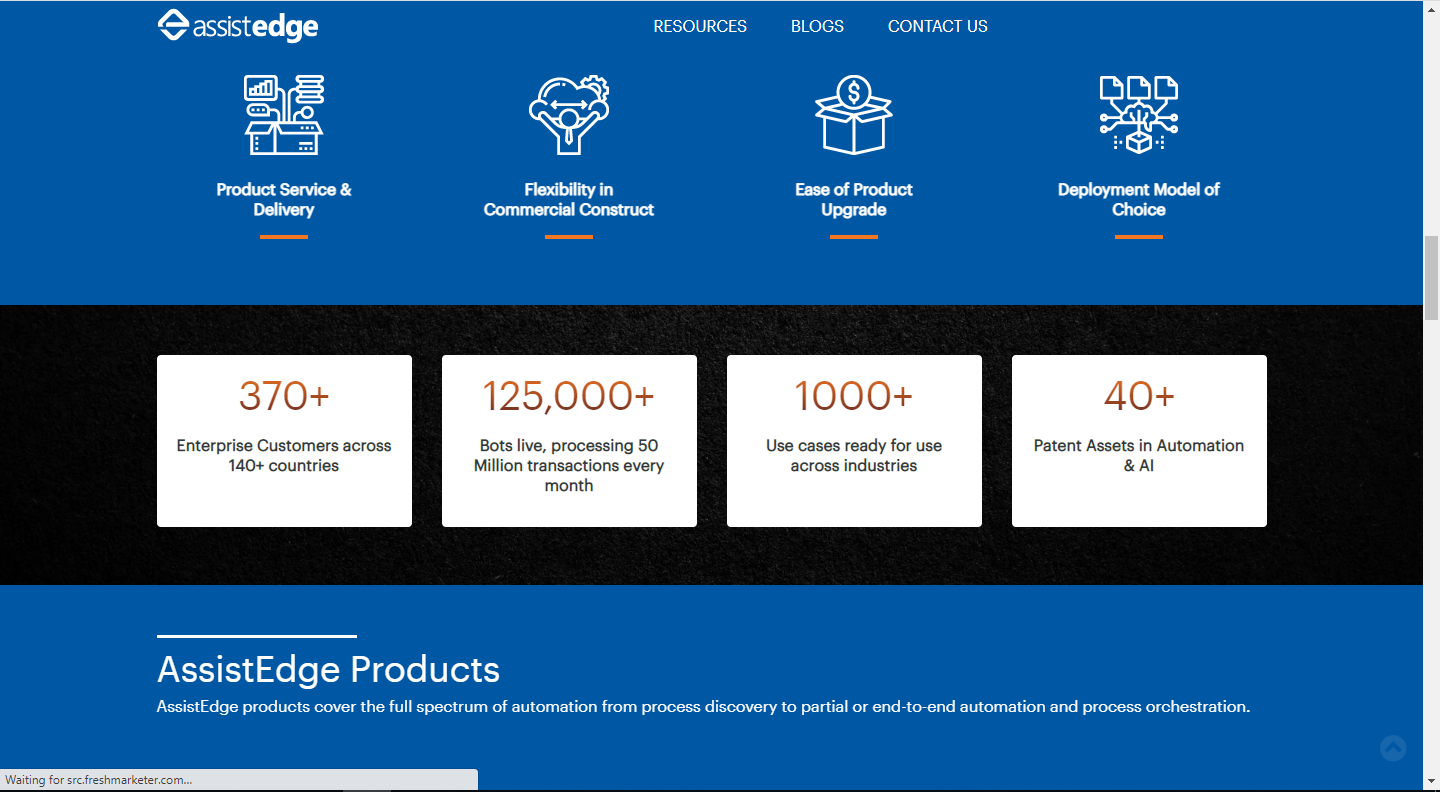 assistedge
RESOURCES BLOGS CONTACT US
$
Product Service &
Delivery
Flexibility in
Commercial Construct
Ease of Product
Upgrade
Deployment Model of
Choice
370+
Enterprise Customers across
140+ countries
125,000+
Bots live, processing 50
Million transactions every
month
1000+
Use cases ready for use
across industries
40+
Patent Assets in Automation
& AI
AssistEdge Products
AssistEdge products cover the full spectrum of automation from process discovery to partial or end-to-end automation and process orchestration.
Waiting for src.freshmarketer.com...